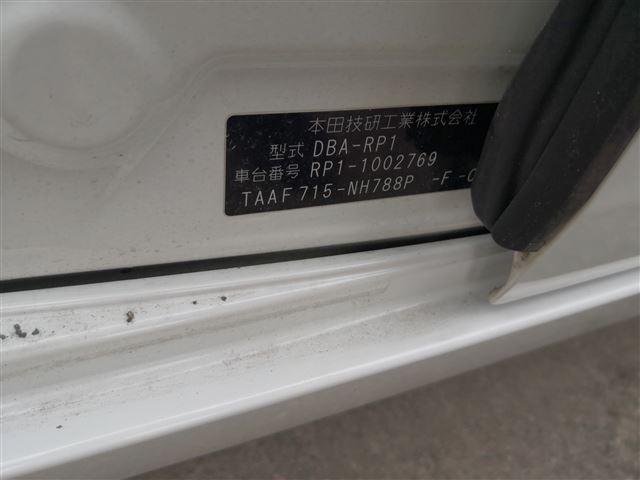 本田技研工業株式会社
型式 DBA-RP1
車台番号 RP1-1002769
TAAF 715-NH788P -F -C